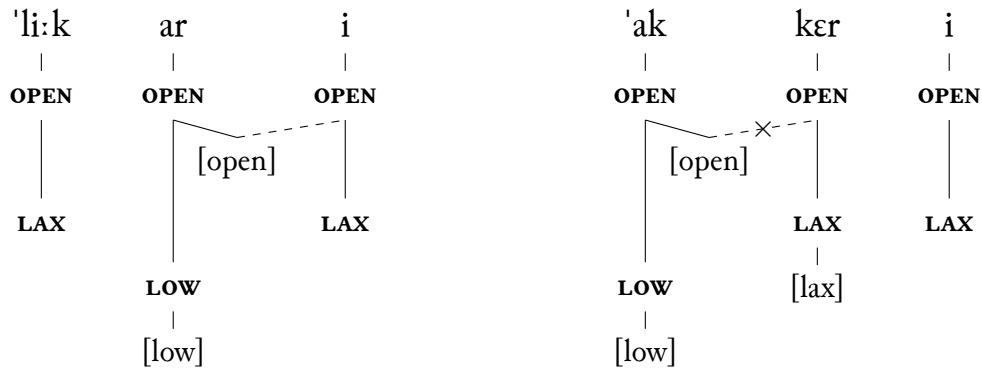 ˈliːk ar i ˈak kɛr i
OPEN OPEN OPEN OPEN OPEN OPEN
[open] [open]
LAX LAX LAX LAX
LOW LOW [lax]
[low] [low]